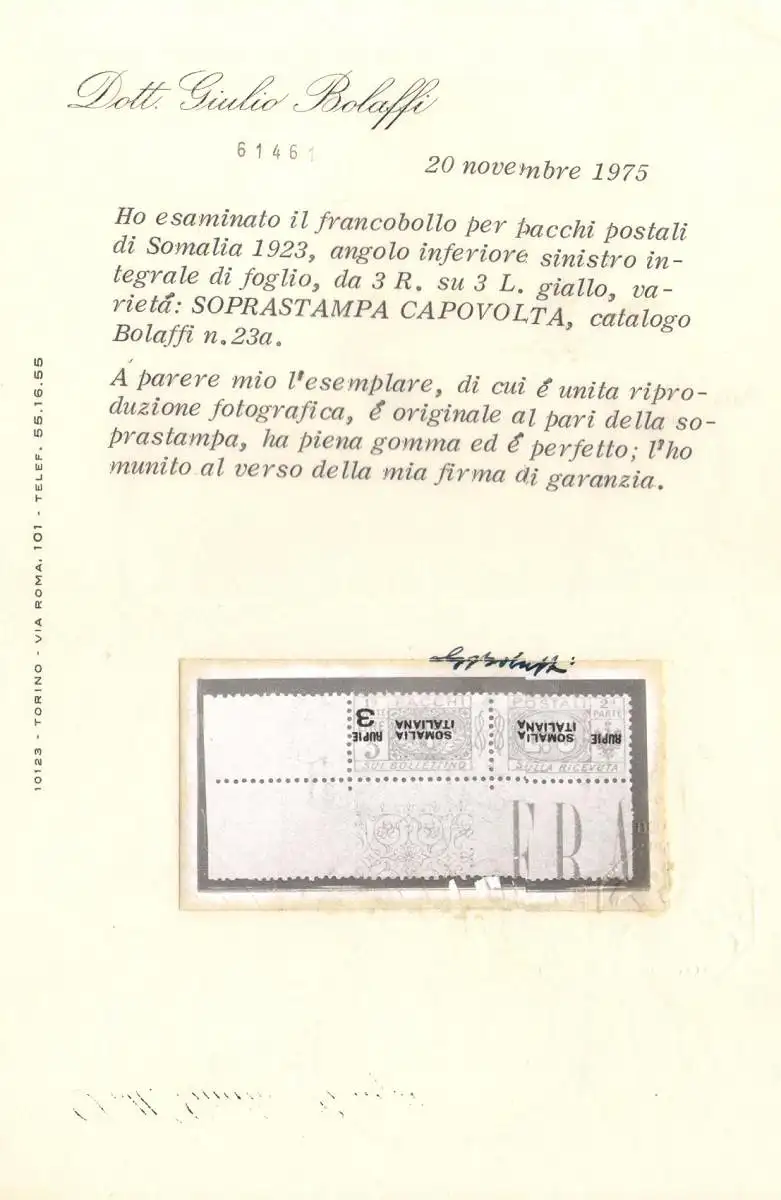 Dott. Giulio Bolaffi
61461
20 novembre 1975
Ho esaminato il francobollo per pacchi postali
di Somalia 1923, angolo inferiore sinistro in-
tegrale di foglio, da 3 R. su 3 L. giallo, va-
rietá: SOPRASTAMPA CAPOVOLTA, catalogo
Bolaffi n.23a.
A parere mio l'esemplare, di cui é unita ripro-
duzione fotografica, é originale al pari della so-
prastampa, ha piena gomma ed é perfetto; l'ho
munito al verso della mia firma di garanzia.
10123 - TORINO - VIA ROMA, 101 - TELEF. 55.16.55
PACCHI POSTALI 2ª
PARTE
3 RUPIE SOMALIA ITALIANA
SOMALIA ITALIANA RUPIE
3 SUL BOLLETTINO SULLA RICEVUTA
FRA